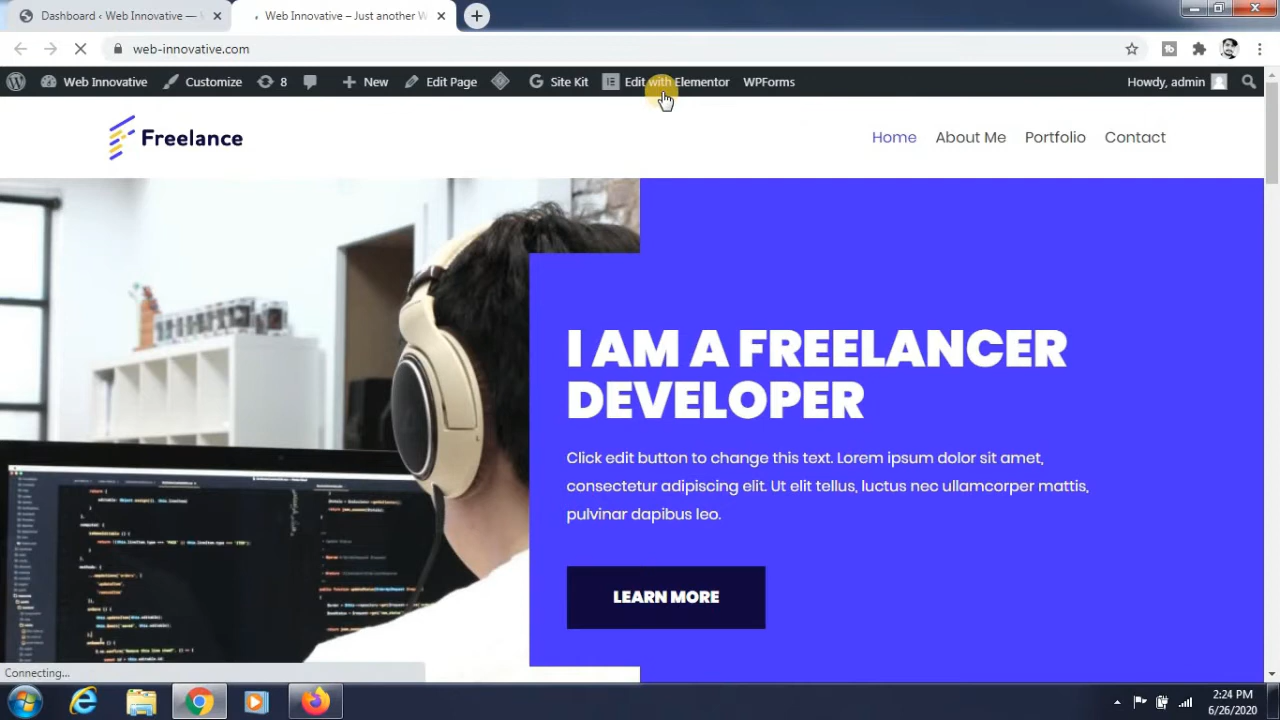 Dashboard ‹ Web Innovative —
Web Innovative – Just another W
web-innovative.com
Web Innovative
Customize
8
New
Edit Page
Site Kit
Edit with Elementor
WPForms
Howdy, admin
Freelance
Home
About Me
Portfolio
Contact
I AM A FREELANCER
DEVELOPER
Click edit button to change this text. Lorem ipsum dolor sit amet,
consectetur adipiscing elit. Ut elit tellus, luctus nec ullamcorper mattis,
pulvinar dapibus leo.
LEARN MORE
Connecting...
2:24 PM
6/26/2020